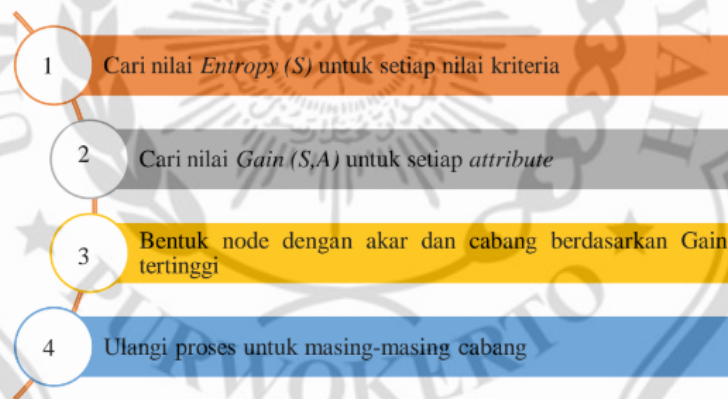 1
Cari nilai Entropy (S) untuk setiap nilai kriteria
2
Cari nilai Gain (S,A) untuk setiap attribute
3
Bentuk node dengan akar dan cabang berdasarkan Gain
tertinggi
4
Ulangi proses untuk masing-masing cabang
PURWOKERTO